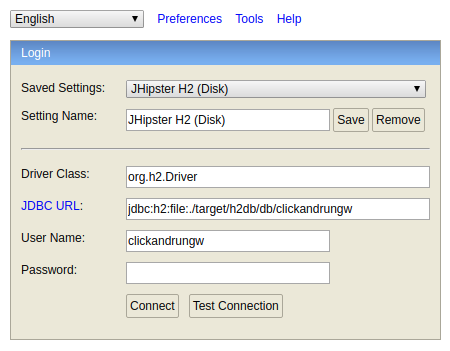 English Preferences Tools Help
Login
Saved Settings: JHipster H2 (Disk)
Setting Name: JHipster H2 (Disk) Save Remove
Driver Class: org.h2.Driver
JDBC URL: jdbc:h2:file:./target/h2db/db/clickandrungw
User Name: clickandrungw
Password:
Connect Test Connection